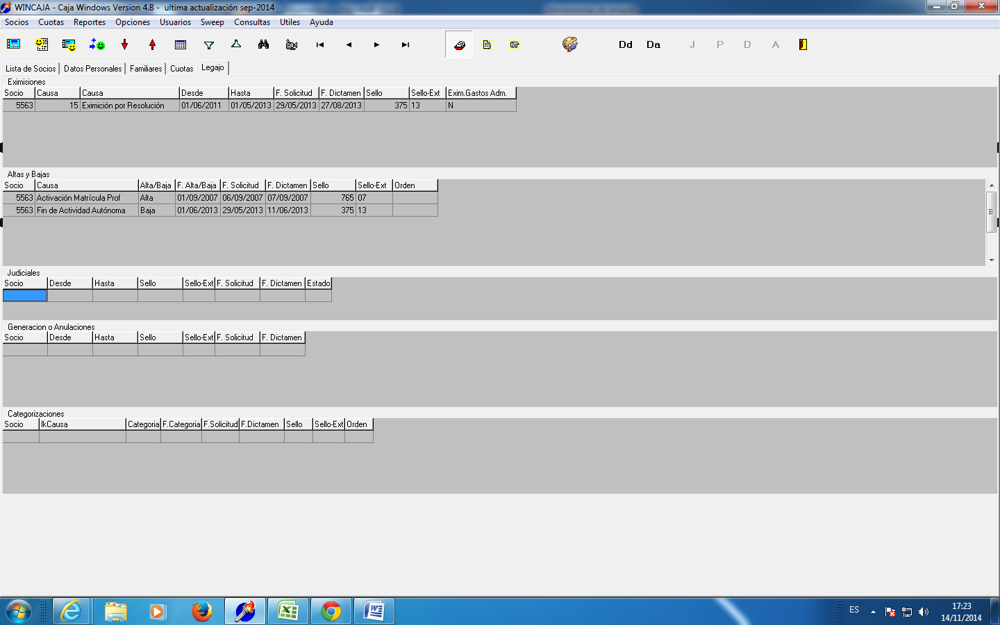 WINCAJA - Caja Windows Version 4.B -  ultima actualización sep-2014
Socios Cuotas Reportes Opciones Usuarios Sweep Consultas Utiles Ayuda
Dd Da J P D A
Lista de Socios Datos Personales Familiares Cuotas Legajo
Eximisiones
Socio Causa Causa Desde Hasta F. Solicitud F. Dictamen Sello Sello-Ext Exim.Gastos Adm.
5563 15 Eximición por Resolución 01/06/2011 01/05/2013 29/05/2013 27/08/2013 375 13 N
Altas y Bajas
Socio Causa Alta/Baja F. Alta/Baja F. Solicitud F. Dictamen Sello Sello-Ext Orden
5563 Activación Matrícula Prof Alta 01/09/2007 06/09/2007 07/09/2007 765 07
5563 Fin de Actividad Autónoma Baja 01/06/2013 29/05/2013 11/06/2013 375 13
Judiciales
Socio Desde Hasta Sello Sello-Ext F. Solicitud F. Dictamen Estado
Generacion o Anulaciones
Socio Desde Hasta Sello Sello-Ext F. Solicitud F. Dictamen
Categorizaciones
Socio lkCausa Categoria F.Categoria F.Solicitud F.Dictamen Sello Sello-Ext Orden
ES 17:23
14/11/2014